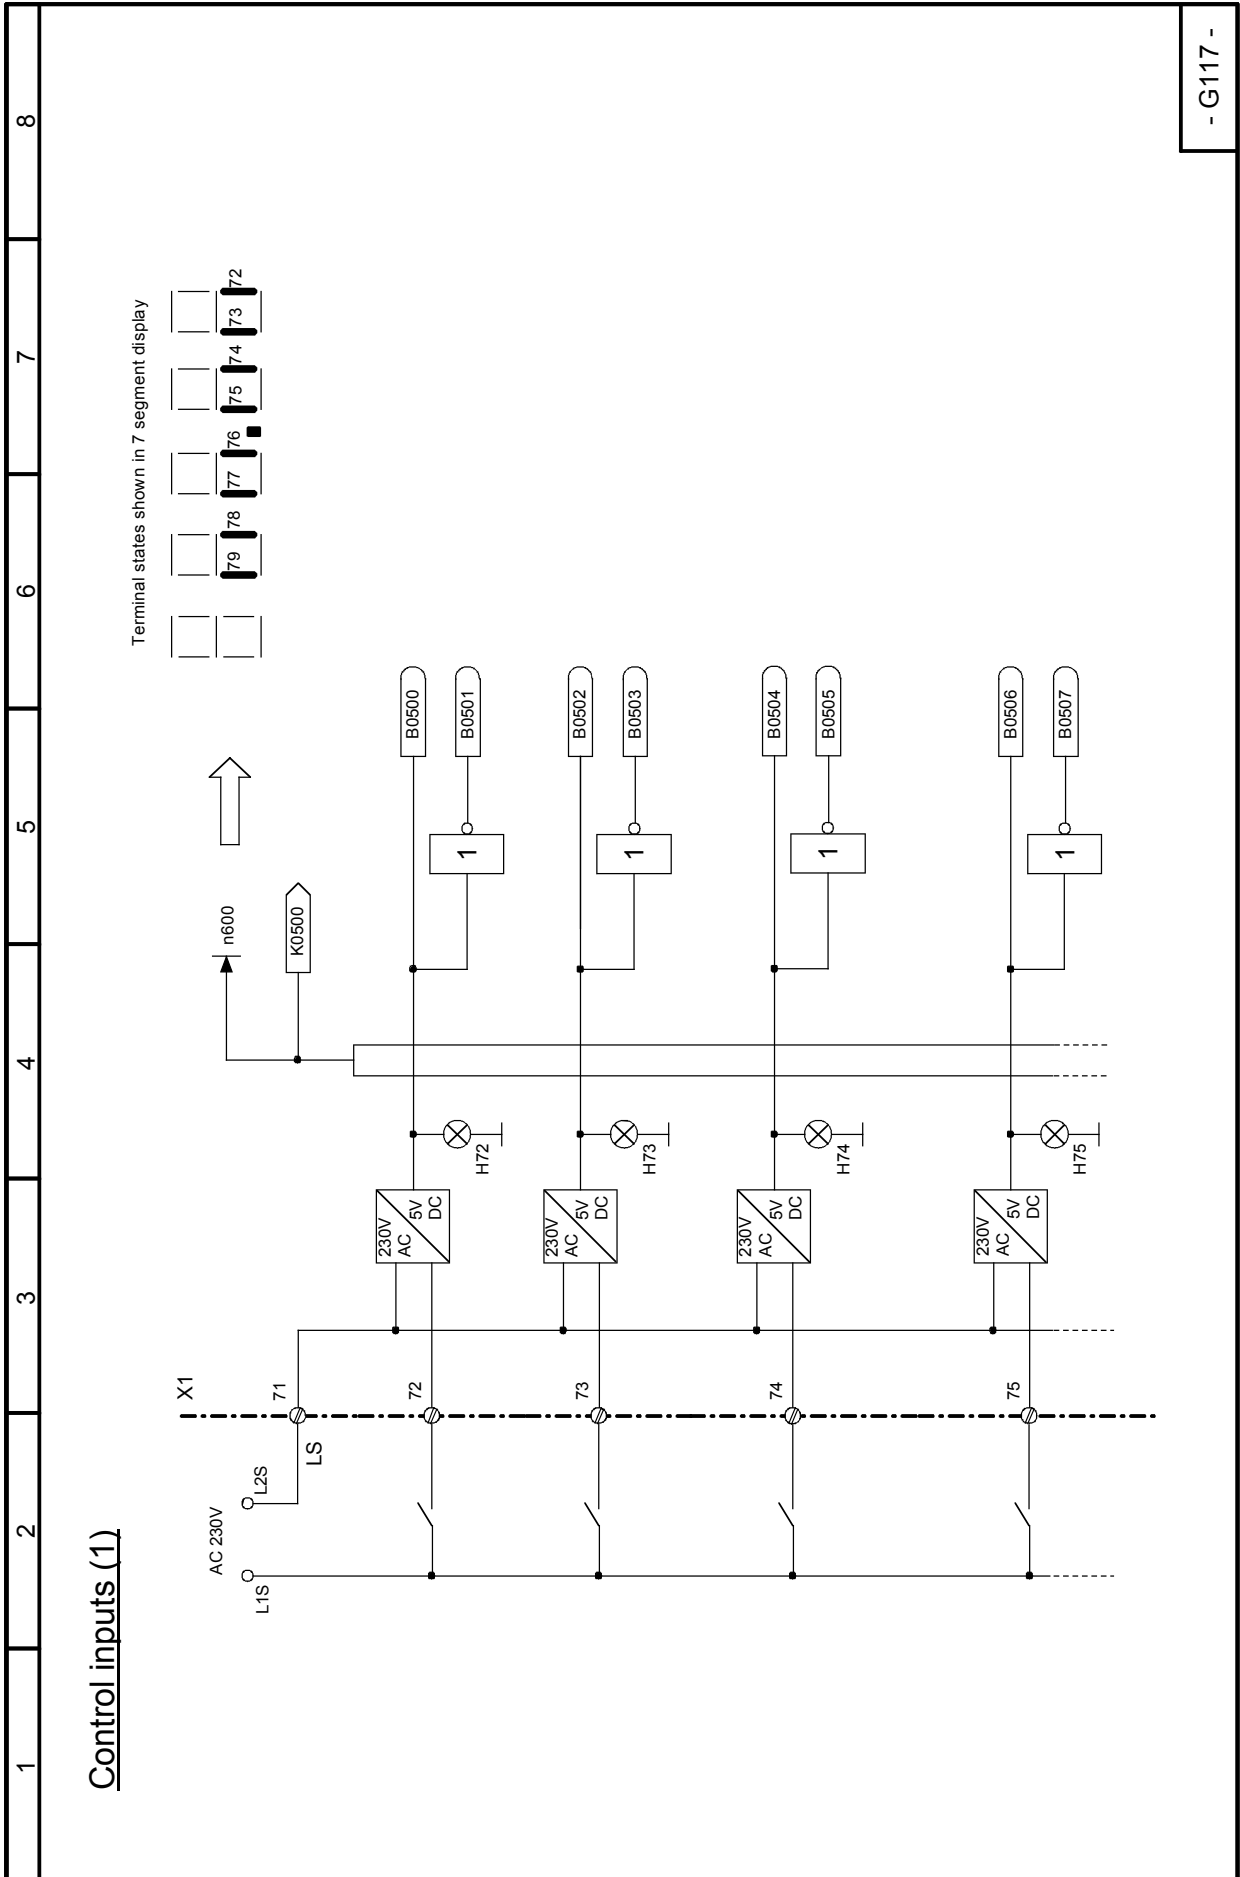 Control inputs (1)
1
2
3
4
5
6
7
8
Terminal states shown in 7 segment display
79
78
77
76
75
74
73
72
n600
K0500
AC 230V
L1S
L2S
LS
X1
71
72
230V
AC
5V
DC
H72
1
B0500
B0501
73
230V
AC
5V
DC
H73
1
B0502
B0503
74
230V
AC
5V
DC
H74
1
B0504
B0505
75
230V
AC
5V
DC
H75
1
B0506
B0507
- G117 -